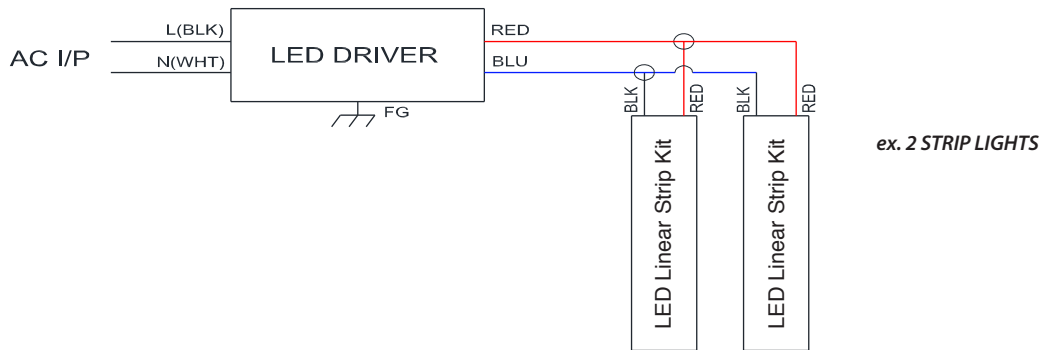 L(BLK)
AC I/P
N(WHT)
LED DRIVER
RED
BLU
FG
BLK
RED
BLK
RED
LED Linear Strip Kit
LED Linear Strip Kit
ex. 2 STRIP LIGHTS